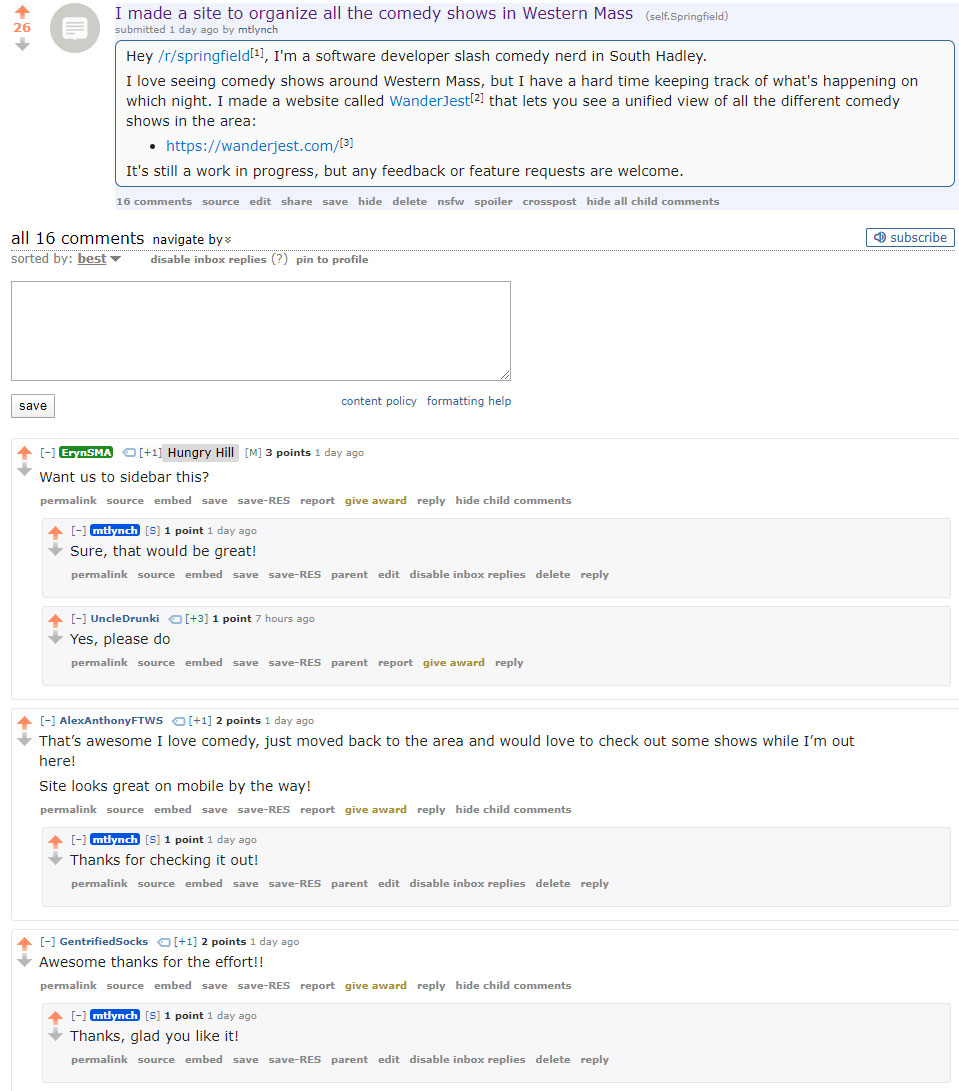 I made a site to organize all the comedy shows in Western Mass (self.Springfield)
26
submitted 1 day ago by mtlynch
Hey /r/springfield[1], I'm a software developer slash comedy nerd in South Hadley.
I love seeing comedy shows around Western Mass, but I have a hard time keeping track of what's happening on
which night. I made a website called WanderJest[2] that lets you see a unified view of all the different comedy
shows in the area:
• https://wanderjest.com/[3]
It's still a work in progress, but any feedback or feature requests are welcome.
16 comments source edit share save hide delete nsfw spoiler crosspost hide all child comments
all 16 comments navigate by subscribe
sorted by: best disable inbox replies (?) pin to profile
save content policy formatting help
[–] ErynSMA [+1] Hungry Hill [M] 3 points 1 day ago
Want us to sidebar this?
permalink source embed save save-RES report give award reply hide child comments
[–] mtlynch [S] 1 point 1 day ago
Sure, that would be great!
permalink source embed save save-RES parent edit disable inbox replies delete reply
[–] UncleDrunki [+3] 1 point 7 hours ago
Yes, please do
permalink source embed save save-RES parent report give award reply
[–] AlexAnthonyFTWS [+1] 2 points 1 day ago
That’s awesome I love comedy, just moved back to the area and would love to check out some shows while I’m out
here!
Site looks great on mobile by the way!
permalink source embed save save-RES report give award reply hide child comments
[–] mtlynch [S] 1 point 1 day ago
Thanks for checking it out!
permalink source embed save save-RES parent edit disable inbox replies delete reply
[–] GentrifiedSocks [+1] 2 points 1 day ago
Awesome thanks for the effort!!
permalink source embed save save-RES report give award reply hide child comments
[–] mtlynch [S] 1 point 1 day ago
Thanks, glad you like it!
permalink source embed save save-RES parent edit disable inbox replies delete reply